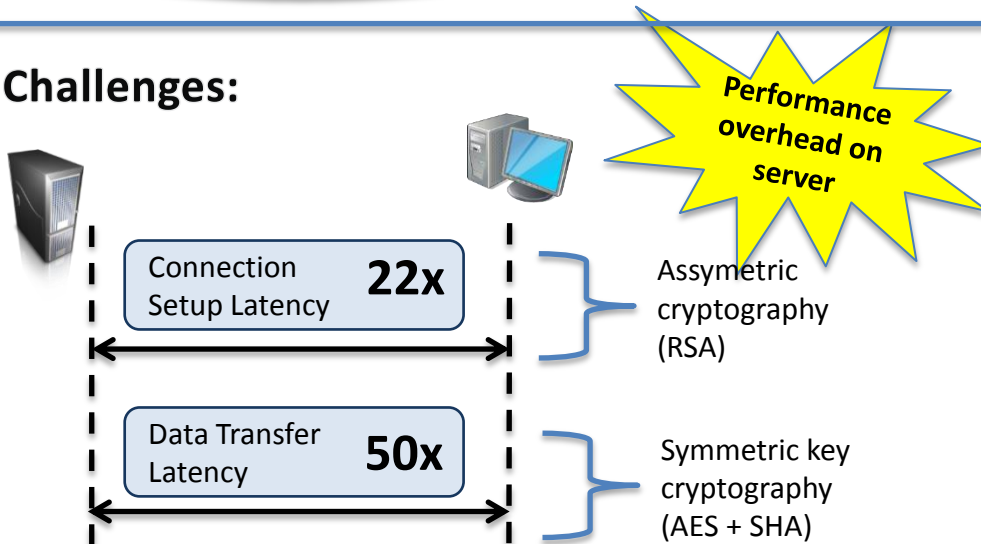 Challenges:
Performance
overhead on
server
Connection
Setup Latency
22x
Assymetric
cryptography
(RSA)
Data Transfer
Latency
50x
Symmetric key
cryptography
(AES + SHA)